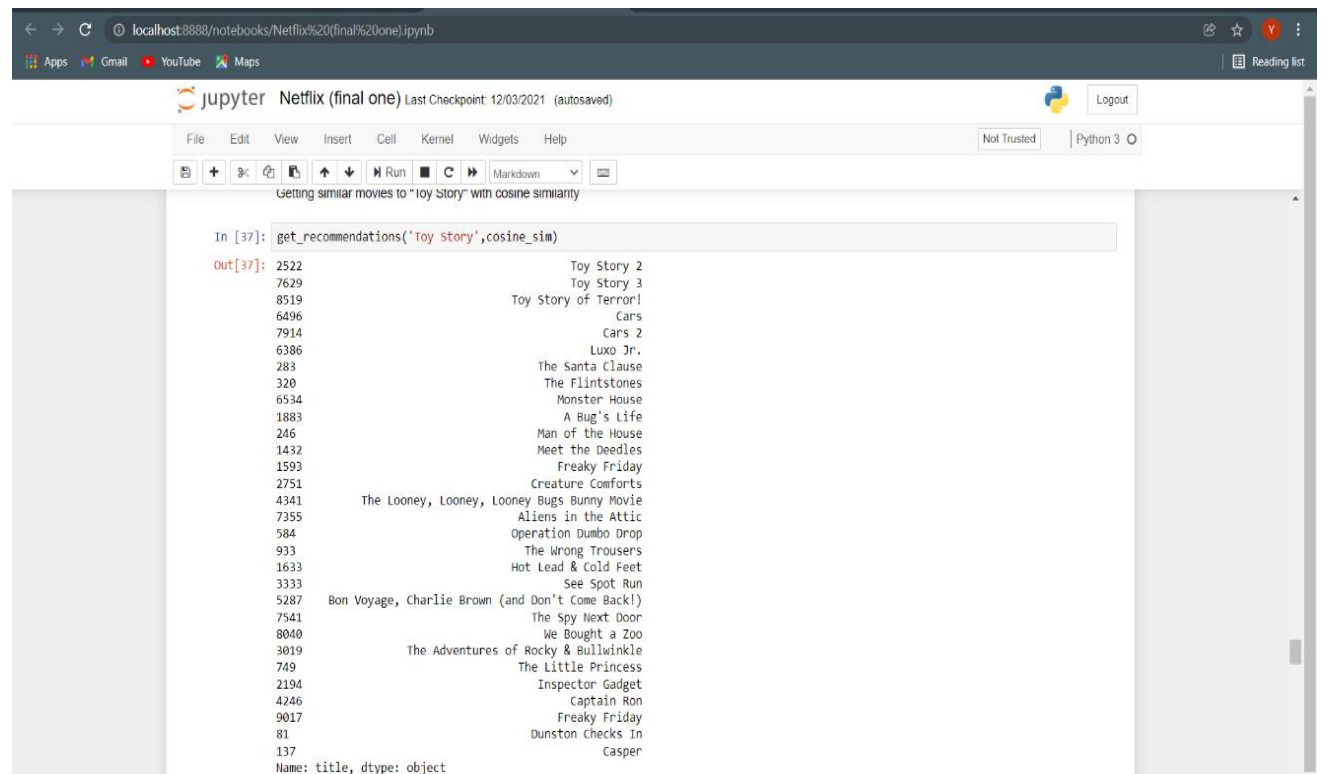 localhost:8888/notebooks/Netflix%20(final%20one).ipynb
Y
Apps Gmail YouTube Maps Reading list
jupyter Netflix (final one) Last Checkpoint: 12/03/2021 (autosaved) Logout
File Edit View Insert Cell Kernel Widgets Help Not Trusted Python 3
Run Markdown
Getting similar movies to "Toy Story" with cosine similarity
In [37]: get_recommendations('Toy Story',cosine_sim)
Out[37]: 2522 Toy Story 2
7629 Toy Story 3
8519 Toy Story of Terror!
6496 Cars
7914 Cars 2
6386 Luxo Jr.
283 The Santa Clause
320 The Flintstones
6534 Monster House
1883 A Bug's Life
246 Man of the House
1432 Meet the Deedles
1593 Freaky Friday
2751 Creature Comforts
4341 The Looney, Looney, Looney Bugs Bunny Movie
7355 Aliens in the Attic
584 Operation Dumbo Drop
933 The Wrong Trousers
1633 Hot Lead & Cold Feet
3333 See Spot Run
5287 Bon Voyage, Charlie Brown (and Don't Come Back!)
7541 The Spy Next Door
8040 We Bought a Zoo
3019 The Adventures of Rocky & Bullwinkle
749 The Little Princess
2194 Inspector Gadget
4246 Captain Ron
9017 Freaky Friday
81 Dunston Checks In
137 Casper
Name: title, dtype: object